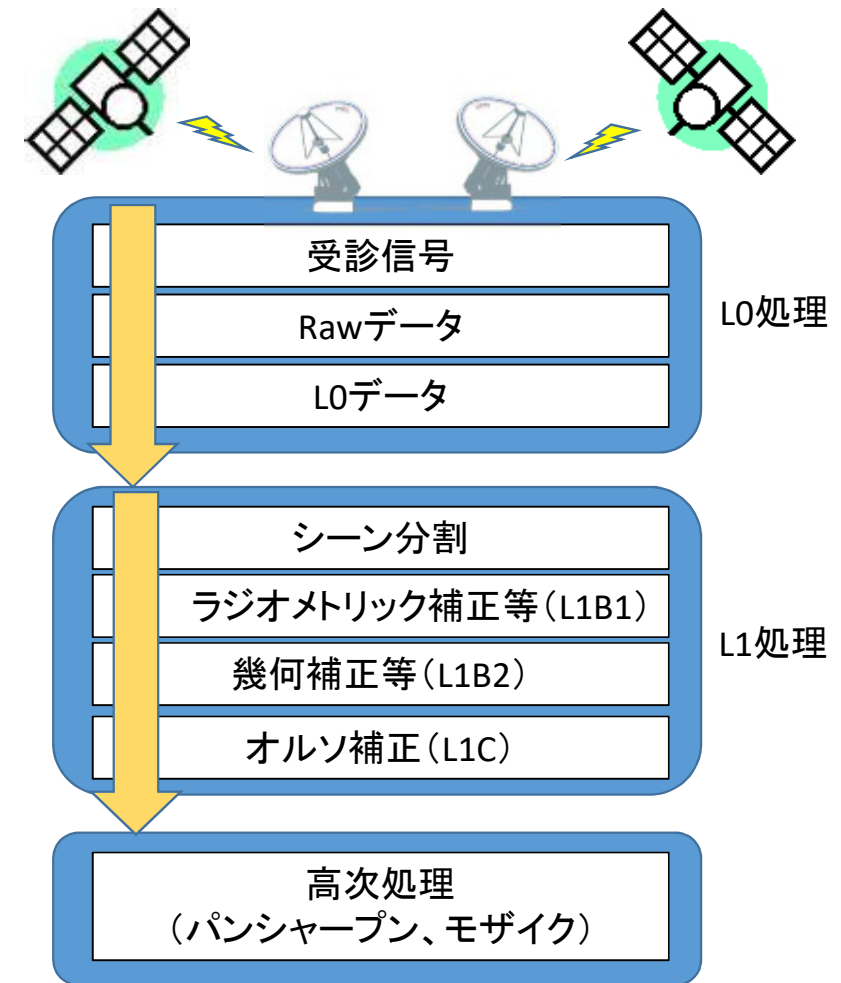 受診信号
Rawデータ
L0データ
L0処理
シーン分割
ラジオメトリック補正等(L1B1)
幾何補正等(L1B2)
オルソ補正(L1C)
L1処理
高次処理
(パンシャープン、モザイク)